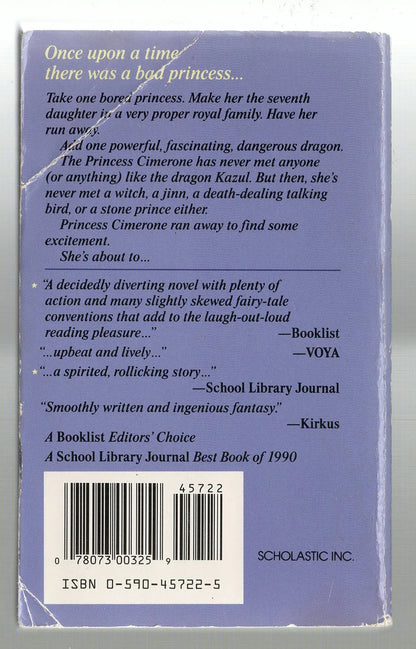 Once upon a time
there was a bad princess...
Take one bored princess. Make her the seventh
daughter in a very proper royal family. Have her
run away.
And one powerful, fascinating, dangerous dragon.
The Princess Cimerone has never met anyone
(or anything) like the dragon Kazul. But then, she's
never met a witch, a jinn, a death-dealing talking
bird, or a stone prince either.
Princess Cimerone ran away to find some
excitement.
She's about to...
* "A decidedly diverting novel with plenty of
action and many slightly skewed fairy-tale
conventions that add to the laugh-out-loud
reading pleasure..." —Booklist
"...upbeat and lively..." —VOYA
* "...a spirited, rollicking story..."
—School Library Journal
"Smoothly written and ingenious fantasy."
—Kirkus
A Booklist Editors' Choice
A School Library Journal Best Book of 1990
45722
0 78073 00325 9
ISBN 0-590-45722-5
SCHOLASTIC INC.